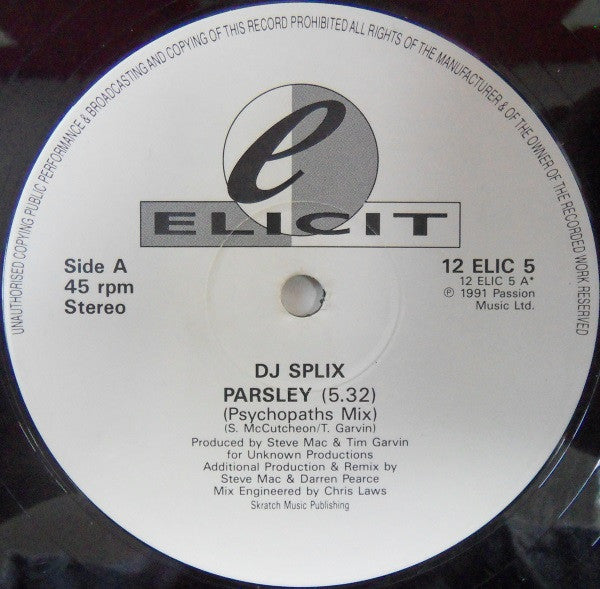 UNAUTHORISED COPYING PUBLIC PERFORMANCE & BROADCASTING AND COPYING OF THIS RECORD PROHIBITED ALL RIGHTS OF THE MANUFACTURER & OF THE OWNER OF THE RECORDED WORK RESERVED
e
ELICIT
Side A
45 rpm
Stereo
12 ELIC 5
12 ELIC 5 A*
℗ 1991 Passion
Music Ltd.
DJ SPLIX
PARSLEY (5.32)
(Psychopaths Mix)
(S. McCutcheon/T. Garvin)
Produced by Steve Mac & Tim Garvin
for Unknown Productions
Additional Production & Remix by
Steve Mac & Darren Pearce
Mix Engineered by Chris Laws
Skratch Music Publishing